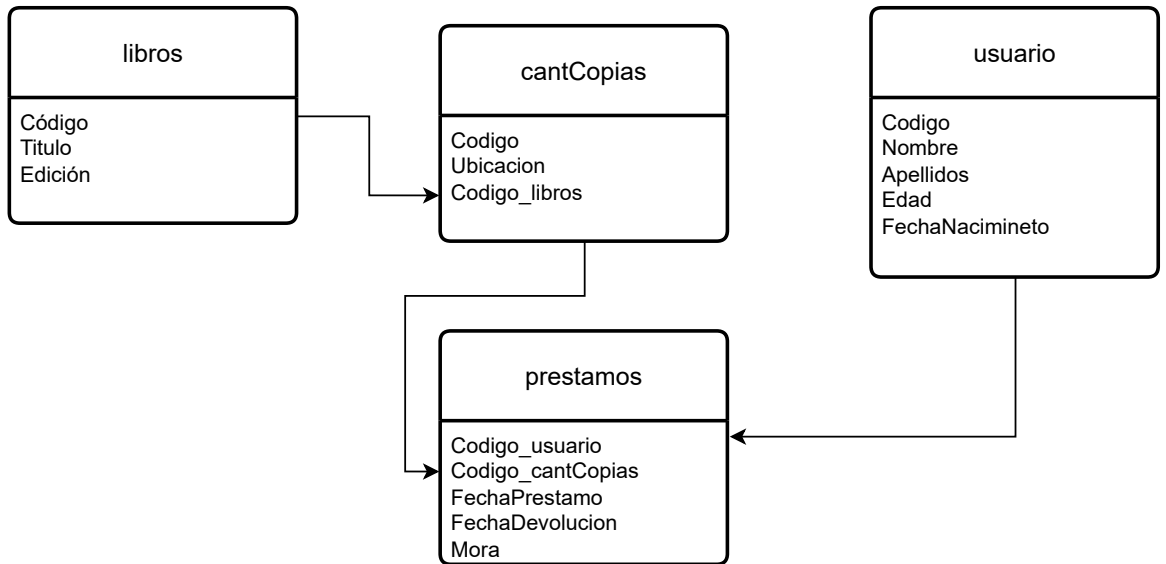 libros
Código
Titulo
Edición
cantCopias
Codigo
Ubicacion
Codigo_libros
usuario
Codigo
Nombre
Apellidos
Edad
FechaNacimineto
prestamos
Codigo_usuario
Codigo_cantCopias
FechaPrestamo
FechaDevolucion
Mora